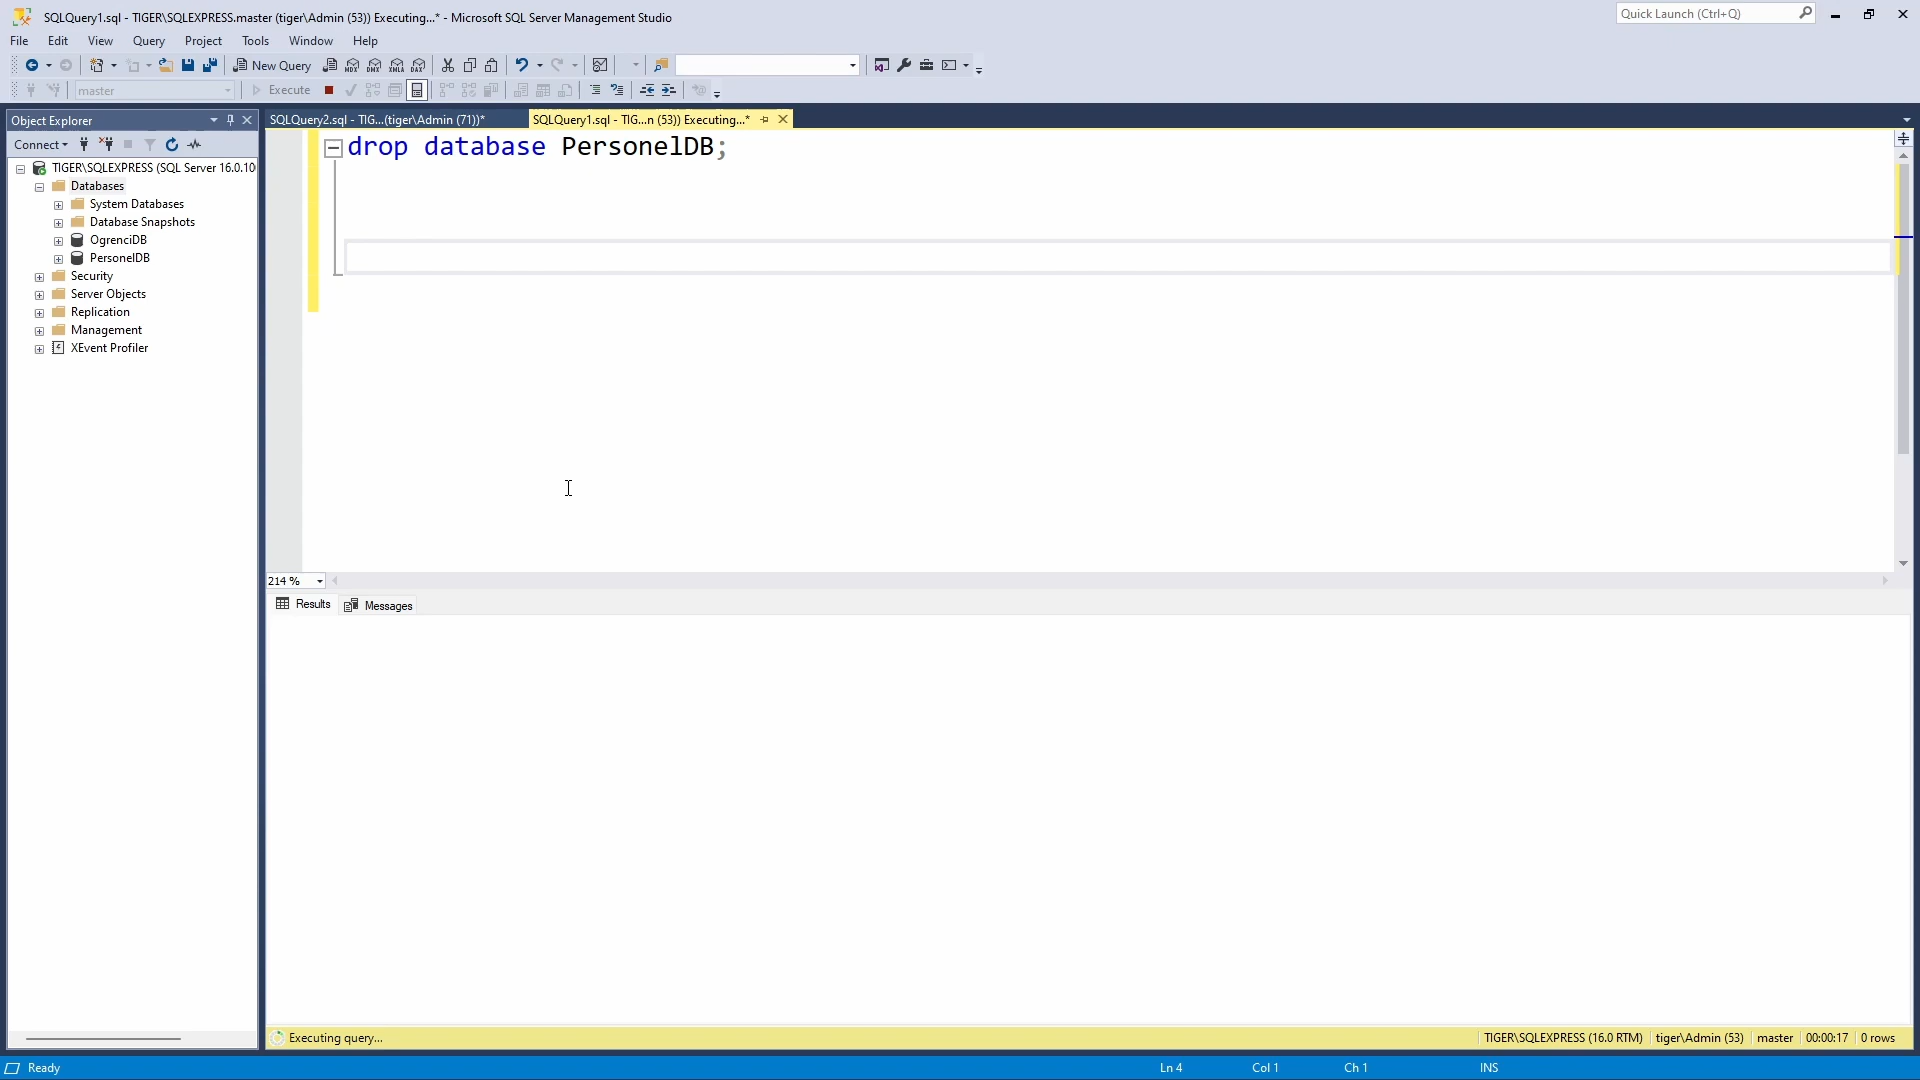 SQLQuery1.sql - TIGER\SQLEXPRESS.master (tiger\Admin (53)) Executing...* - Microsoft SQL Server Management Studio
Quick Launch (Ctrl+Q)
File Edit View Query Project Tools Window Help
New Query
MDX DMX XMLA DAX
master
Execute
Object Explorer
SQLQuery2.sql - TIG...(tiger\Admin (71))*
SQLQuery1.sql - TIG...n (53)) Executing...*
Connect
TIGER\SQLEXPRESS (SQL Server 16.0.10
Databases
System Databases
Database Snapshots
OgrenciDB
PersonelDB
Security
Server Objects
Replication
Management
XEvent Profiler
drop database PersonelDB;
214 %
Results
Messages
Executing query...
TIGER\SQLEXPRESS (16.0 RTM)
tiger\Admin (53)
master
00:00:17
0 rows
Ready
Ln 4
Col 1
Ch 1
INS